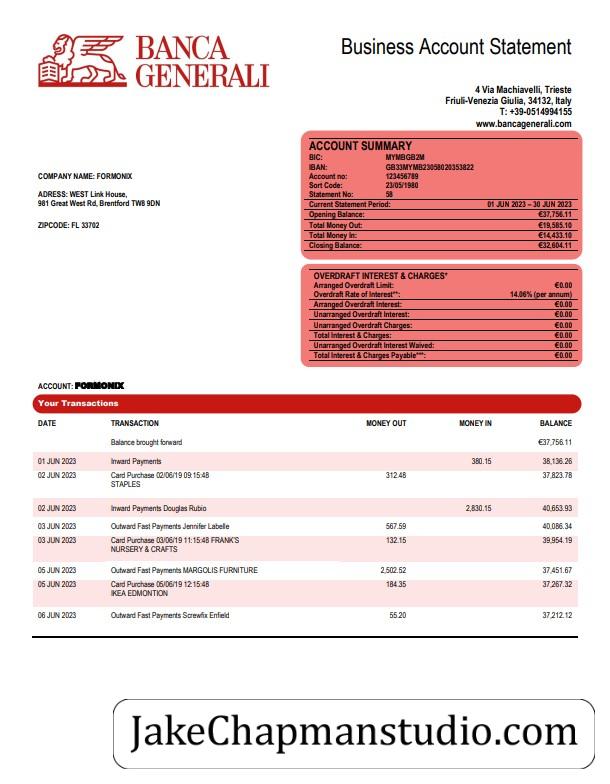 BANCA
GENERALI
Business Account Statement
4 Via Machiavelli, Trieste
Friuli-Venezia Giulia, 34132, Italy
T: +39-0514994155
www.bancagenerali.com
COMPANY NAME: FORMONIX
ADRESS: WEST Link House,
981 Great West Rd, Brentford TW8 9DN
ZIPCODE: FL 33702
ACCOUNT SUMMARY
BIC: MYMBGB2M
IBAN: GB33MYMB23058020353822
Account no: 123456789
Sort Code: 23/05/1980
Statement No: 58
Current Statement Period: 01 JUN 2023 – 30 JUN 2023
Opening Balance: €37,756.11
Total Money Out: €19,585.10
Total Money In: €14,433.10
Closing Balance: €32,604.11
OVERDRAFT INTEREST & CHARGES*
Arranged Overdraft Limit: €0.00
Overdraft Rate of Interest**: 14.06% (per annum)
Arranged Overdraft Interest: €0.00
Unarranged Overdraft Interest: €0.00
Unarranged Overdraft Charges: €0.00
Total Interest & Charges: €0.00
Unarranged Overdraft Interest Waived: €0.00
Total Interest & Charges Payable***: €0.00
ACCOUNT: FORMONIX
Your Transactions
DATE TRANSACTION MONEY OUT MONEY IN BALANCE
Balance brought forward €37,756.11
01 JUN 2023 Inward Payments 380.15 38,136.26
02 JUN 2023 Card Purchase 02/06/19 09:15:48 312.48 37,823.78
STAPLES
02 JUN 2023 Inward Payments Douglas Rubio 2,830.15 40,653.93
03 JUN 2023 Outward Fast Payments Jennifer Labelle 567.59 40,086.34
03 JUN 2023 Card Purchase 03/06/19 11:15:48 FRANK'S 132.15 39,954.19
NURSERY & CRAFTS
05 JUN 2023 Outward Fast Payments MARGOLIS FURNITURE 2,502.52 37,451.67
05 JUN 2023 Card Purchase 05/06/19 12:15:48 184.35 37,267.32
IKEA EDMONTION
06 JUN 2023 Outward Fast Payments Screwfix Enfield 55.20 37,212.12
JakeChapmanstudio.com